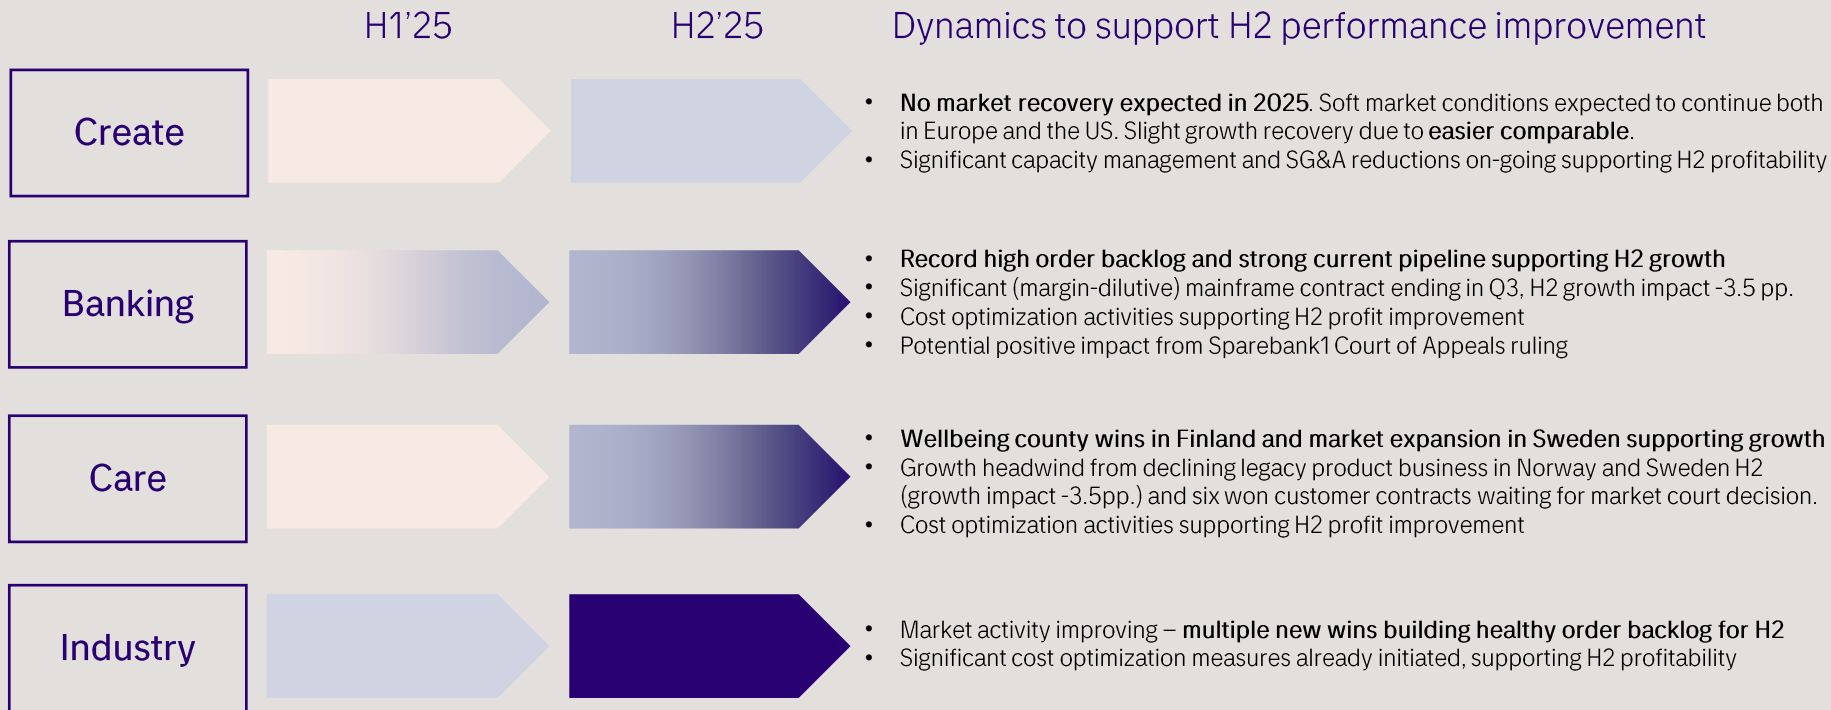 H1’25 H2’25 Dynamics to support H2 performance improvement
Create
• No market recovery expected in 2025. Soft market conditions expected to continue both
in Europe and the US. Slight growth recovery due to easier comparable.
• Significant capacity management and SG&A reductions on-going supporting H2 profitability
Banking
• Record high order backlog and strong current pipeline supporting H2 growth
• Significant (margin-dilutive) mainframe contract ending in Q3, H2 growth impact -3.5 pp.
• Cost optimization activities supporting H2 profit improvement
• Potential positive impact from Sparebank1 Court of Appeals ruling
Care
• Wellbeing county wins in Finland and market expansion in Sweden supporting growth
• Growth headwind from declining legacy product business in Norway and Sweden H2
(growth impact -3.5pp.) and six won customer contracts waiting for market court decision.
• Cost optimization activities supporting H2 profit improvement
Industry
• Market activity improving – multiple new wins building healthy order backlog for H2
• Significant cost optimization measures already initiated, supporting H2 profitability